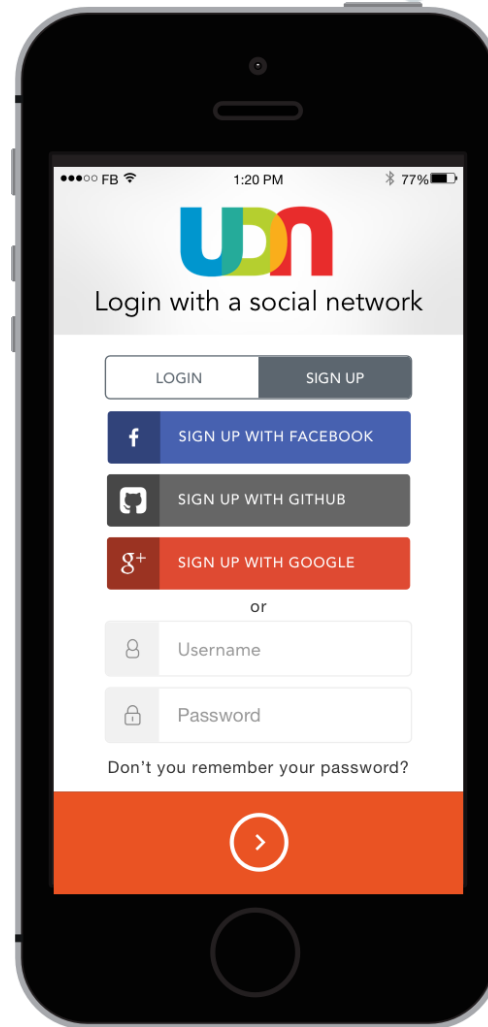 FB 1:20 PM 77%
UDN
Login with a social network
LOGIN SIGN UP
f SIGN UP WITH FACEBOOK
SIGN UP WITH GITHUB
g+ SIGN UP WITH GOOGLE
or
Username
Password
Don't you remember your password?